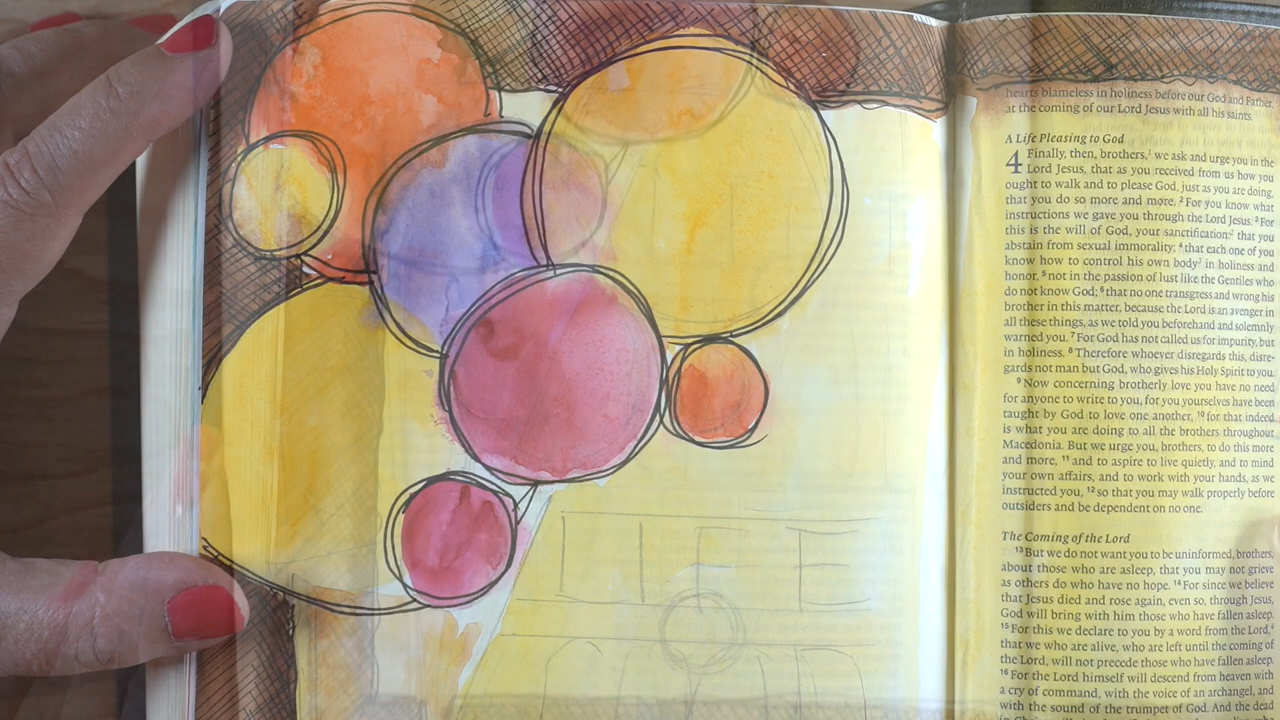 LIFE
hearts blameless in holiness before our God and Father,
at the coming of our Lord Jesus with all his saints.
A Life Pleasing to God
4 Finally, then, brothers,¹ we ask and urge you in the
Lord Jesus, that as you received from us how you
ought to walk and to please God, just as you are doing,
that you do so more and more. ² For you know what
instructions we gave you through the Lord Jesus. ³ For
this is the will of God, your sanctification:² that you
abstain from sexual immorality; ⁴ that each one of you
know how to control his own body³ in holiness and
honor, ⁵ not in the passion of lust like the Gentiles who
do not know God; ⁶ that no one transgress and wrong his
brother in this matter, because the Lord is an avenger in
all these things, as we told you beforehand and solemnly
warned you. ⁷ For God has not called us for impurity, but
in holiness. ⁸ Therefore whoever disregards this, disre-
gards not man but God, who gives his Holy Spirit to you.
⁹ Now concerning brotherly love you have no need
for anyone to write to you, for you yourselves have been
taught by God to love one another, ¹⁰ for that indeed
is what you are doing to all the brothers throughout
Macedonia. But we urge you, brothers, to do this more
and more, ¹¹ and to aspire to live quietly, and to mind
your own affairs, and to work with your hands, as we
instructed you, ¹² so that you may walk properly before
outsiders and be dependent on no one.
The Coming of the Lord
¹³ But we do not want you to be uninformed, brothers,
about those who are asleep, that you may not grieve
as others do who have no hope. ¹⁴ For since we believe
that Jesus died and rose again, even so, through Jesus,
God will bring with him those who have fallen asleep.
¹⁵ For this we declare to you by a word from the Lord,⁴
that we who are alive, who are left until the coming of
the Lord, will not precede those who have fallen asleep.
¹⁶ For the Lord himself will descend from heaven with
a cry of command, with the voice of an archangel, and
with the sound of the trumpet of God. And the dead